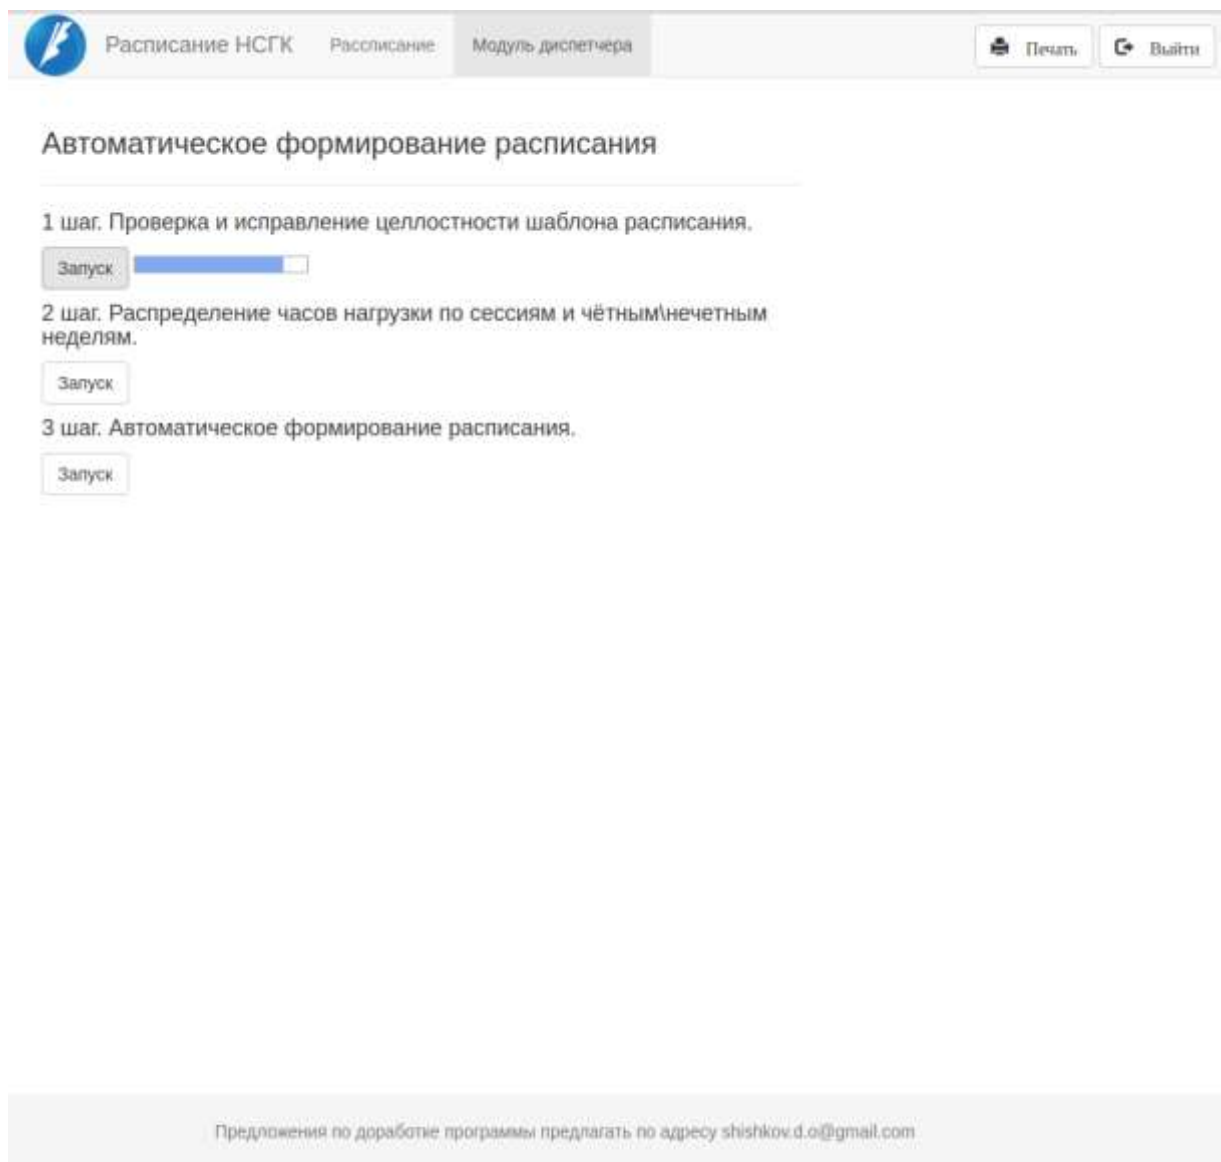 Расписание НСГК Рассписание Модуль диспетчера Печать Выйти
Автоматическое формирование расписания
1 шаг. Проверка и исправление целлостности шаблона расписания.
Запуск
2 шаг. Распределение часов нагрузки по сессиям и чётным\нечетным
неделям.
Запуск
3 шаг. Автоматическое формирование расписания.
Запуск
Предложения по доработке программы предлагать по адресу shishkov.d.o@gmail.com